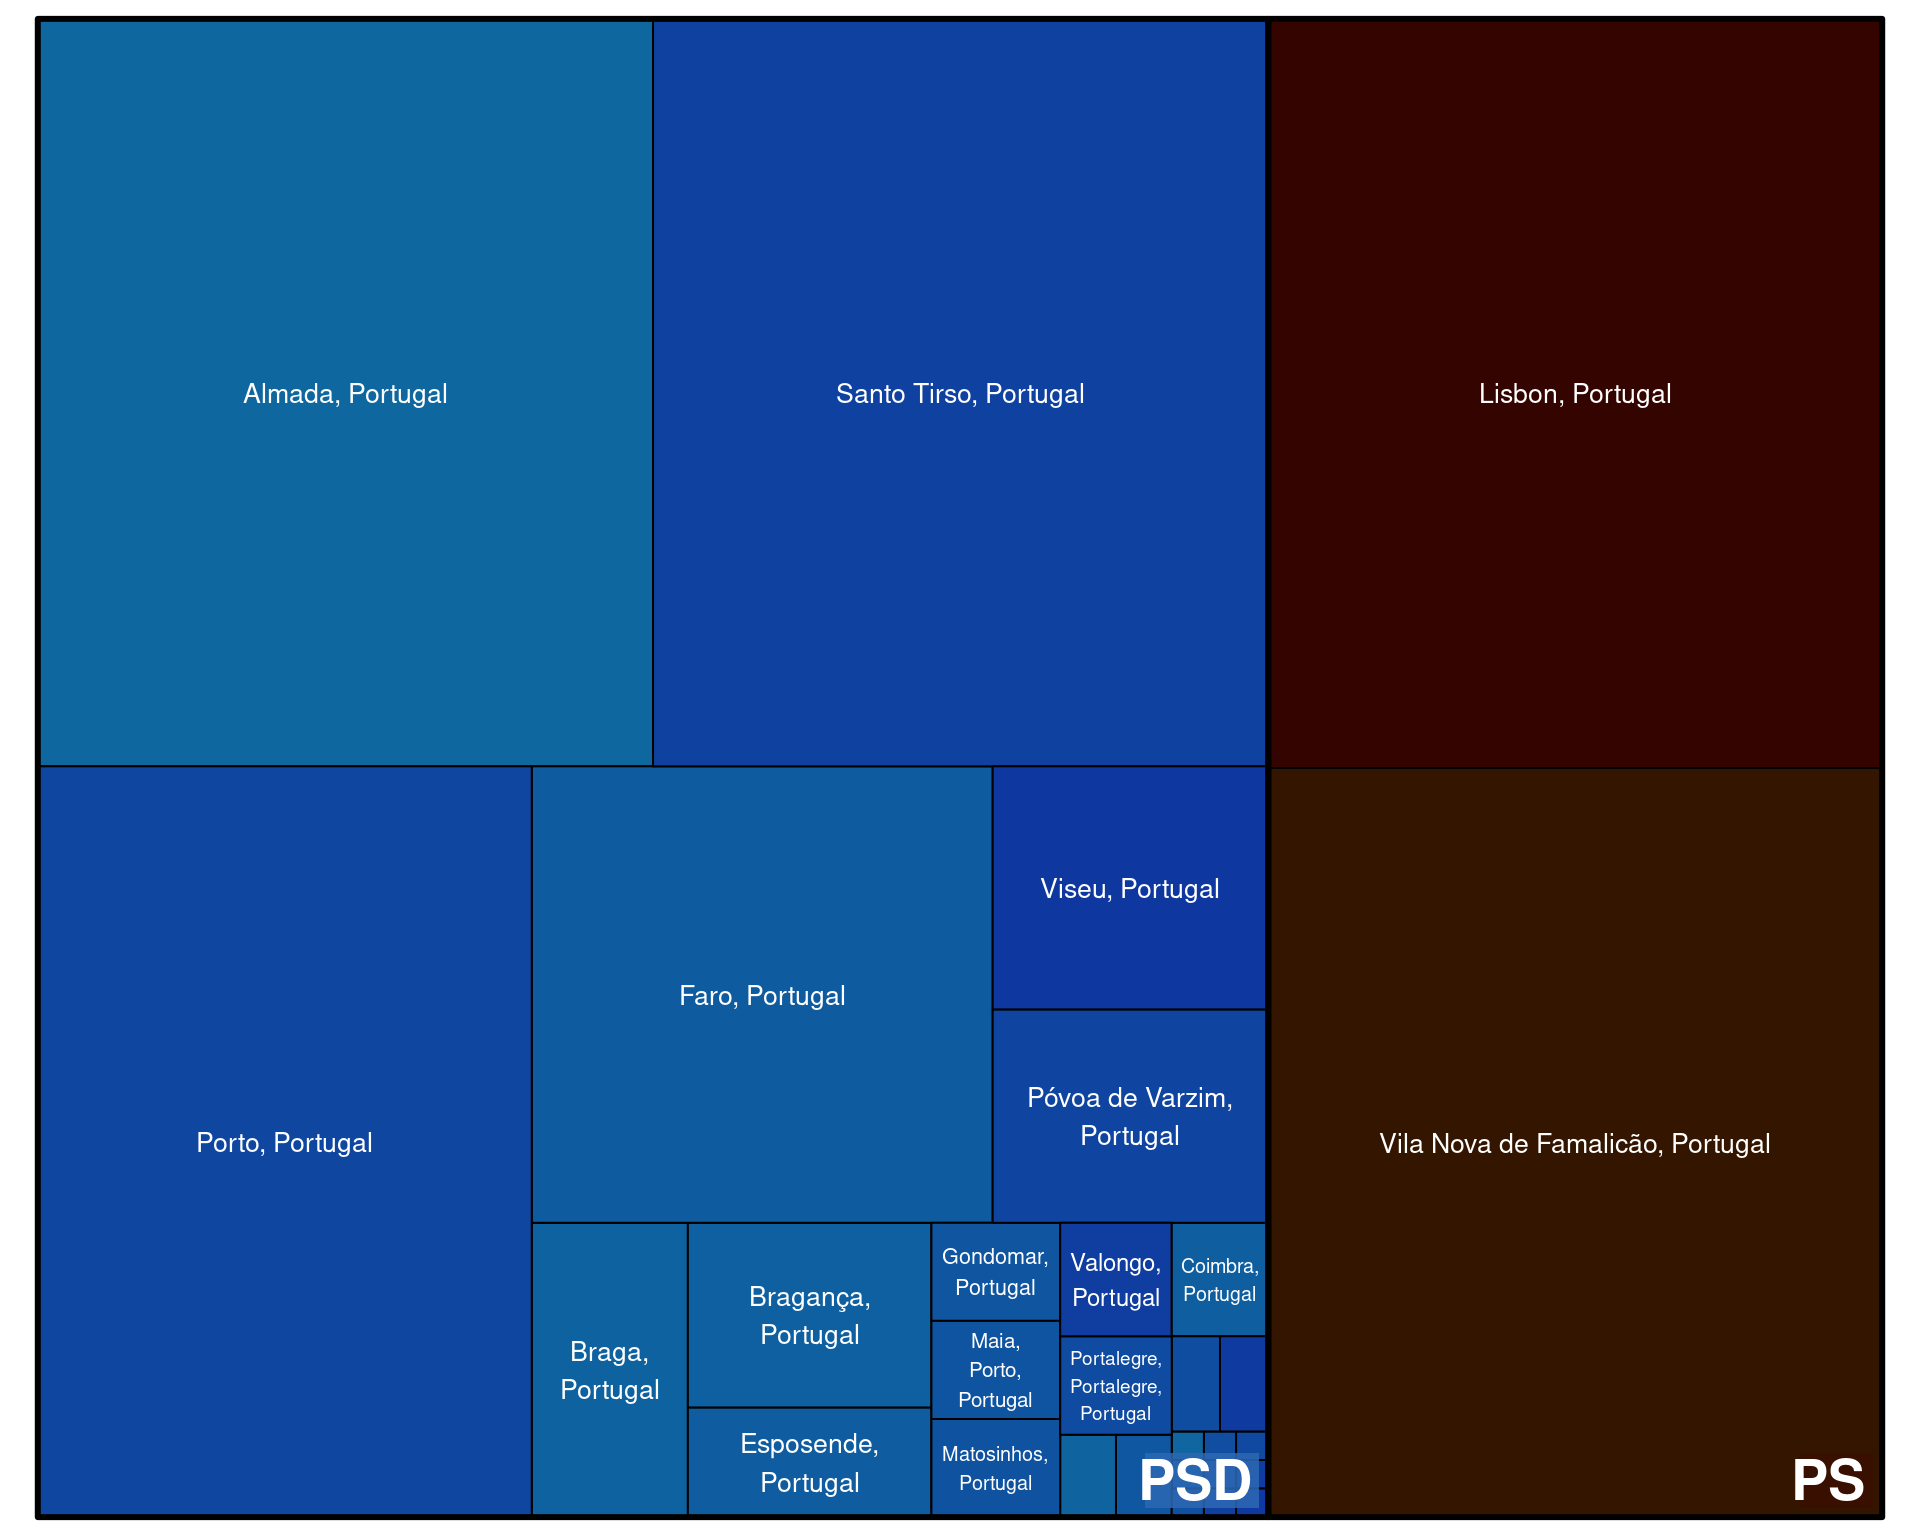 Almada, Portugal
Santo Tirso, Portugal
Lisbon, Portugal
Porto, Portugal
Faro, Portugal
Viseu, Portugal
Póvoa de Varzim,
Portugal
Vila Nova de Famalicão, Portugal
Braga,
Portugal
Bragança,
Portugal
Esposende,
Portugal
Gondomar,
Portugal
Maia,
Porto,
Portugal
Matosinhos,
Portugal
Valongo,
Portugal
Portalegre,
Portalegre,
Portugal
Coimbra,
Portugal
PSD
PS